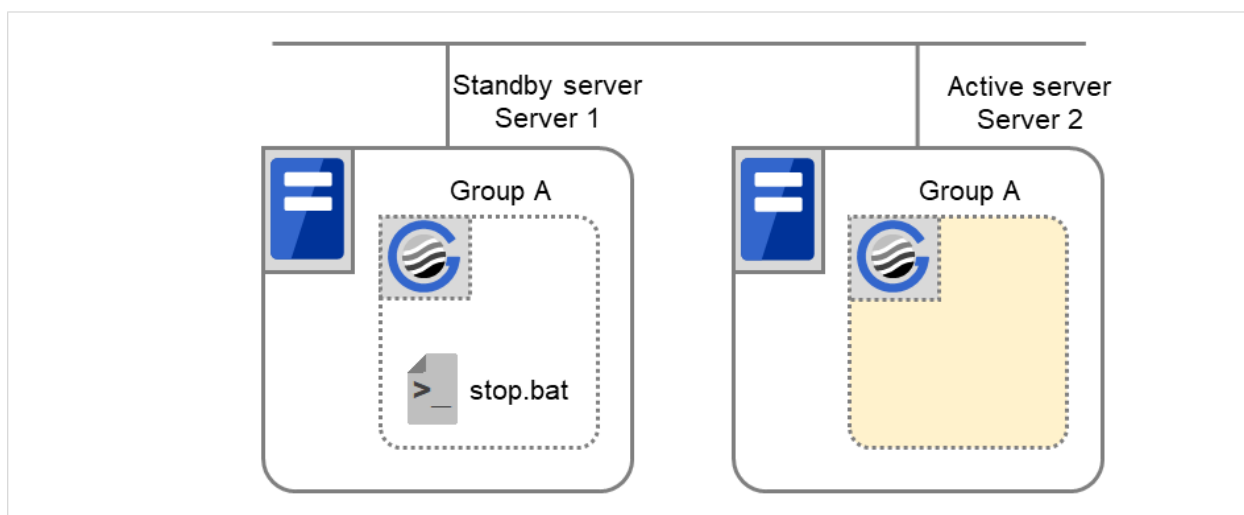 Standby server
Server 1
Active server
Server 2
Group A
Group A
>_
stop.bat